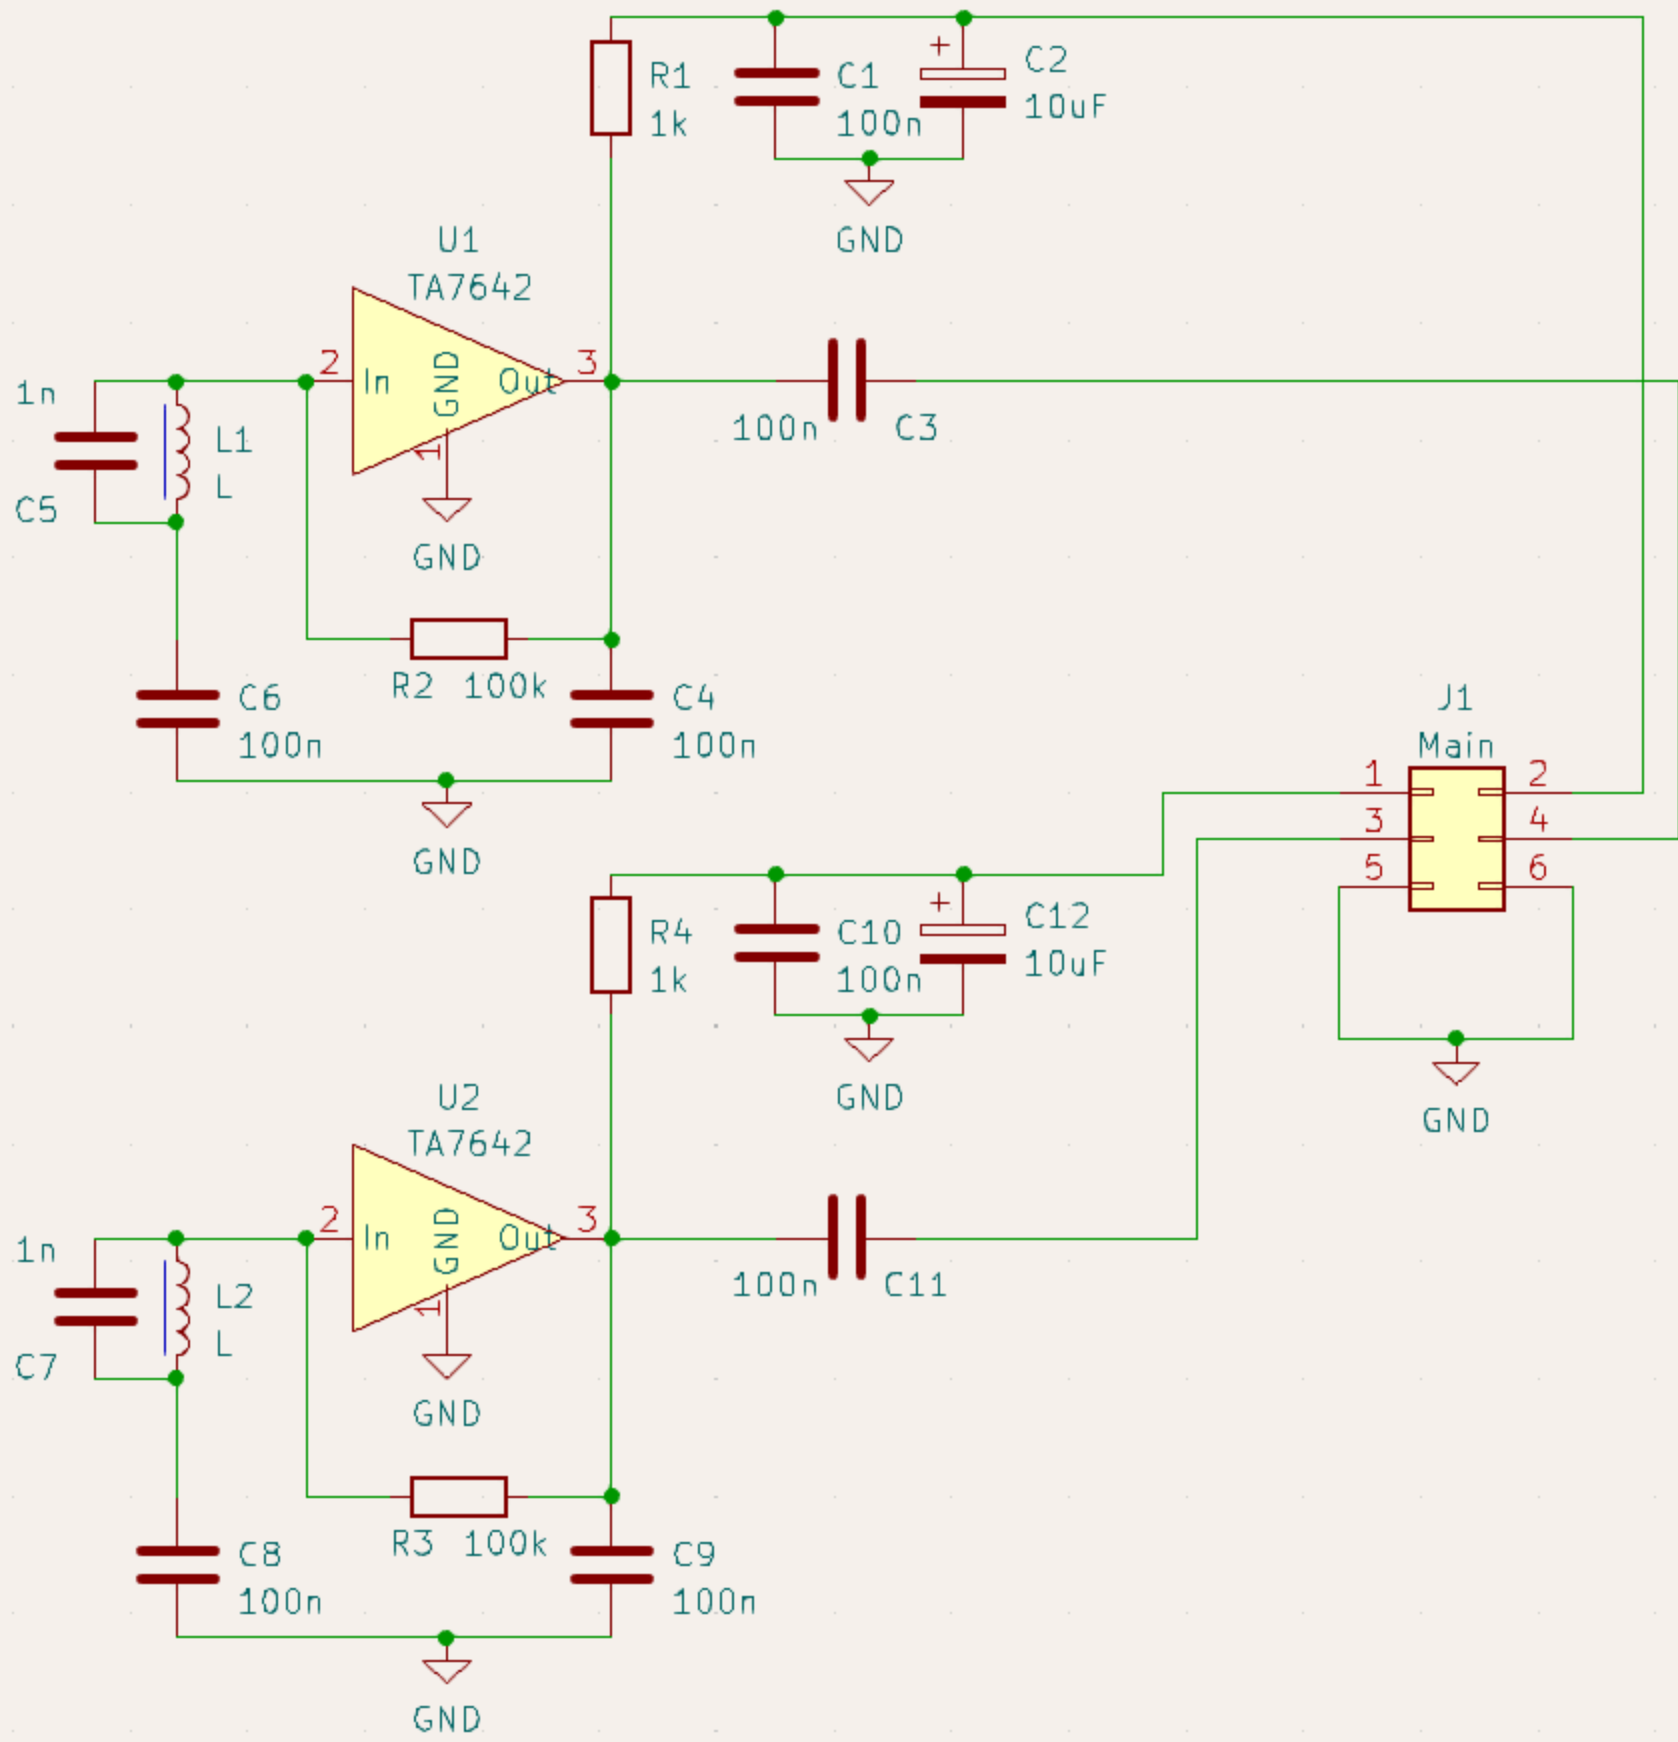 +
C2
10uF
R1
1k
C1
100n
GND
U1
TA7642
2
In
GND
1
Out
3
1n
C5
L1
L
100n
C3
GND
R2 100k
C6
100n
C4
100n
GND
J1
Main
1
2
3
4
5
6
GND
+
C12
10uF
R4
1k
C10
100n
GND
U2
TA7642
2
In
GND
1
Out
3
1n
C7
L2
L
100n
C11
GND
R3 100k
C8
100n
C9
100n
GND